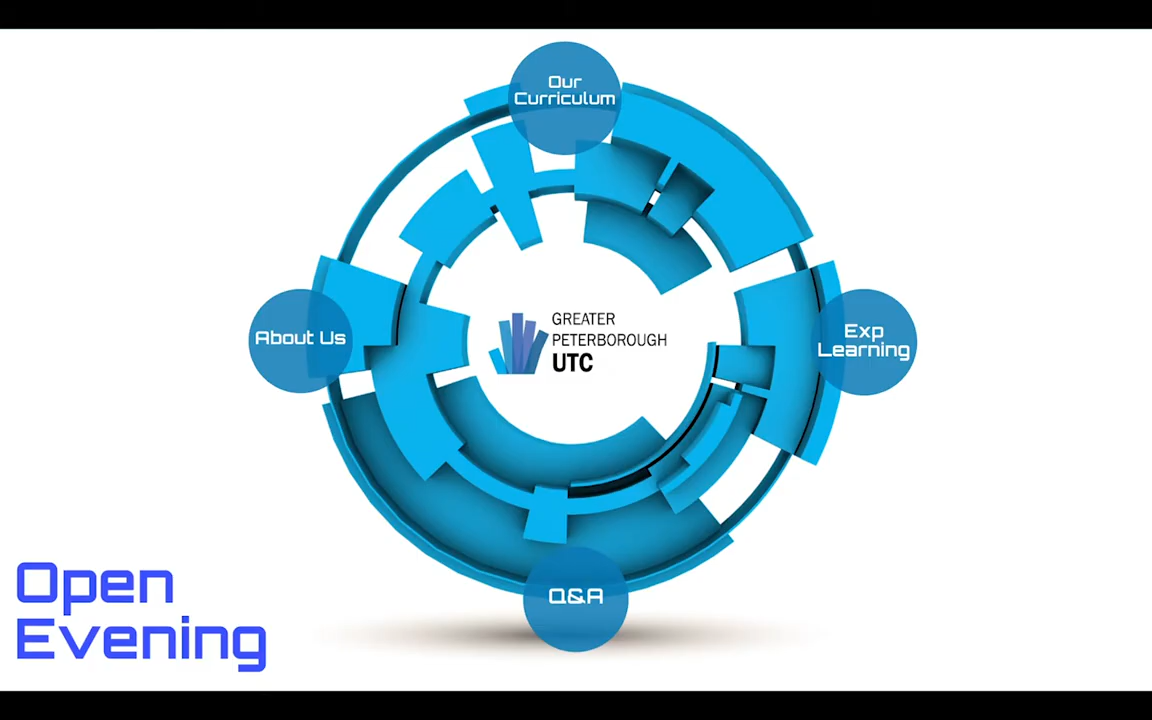 Our
Curriculum
About Us
GREATER
PETERBOROUGH
UTC
Exp
Learning
Q&A
Open
Evening